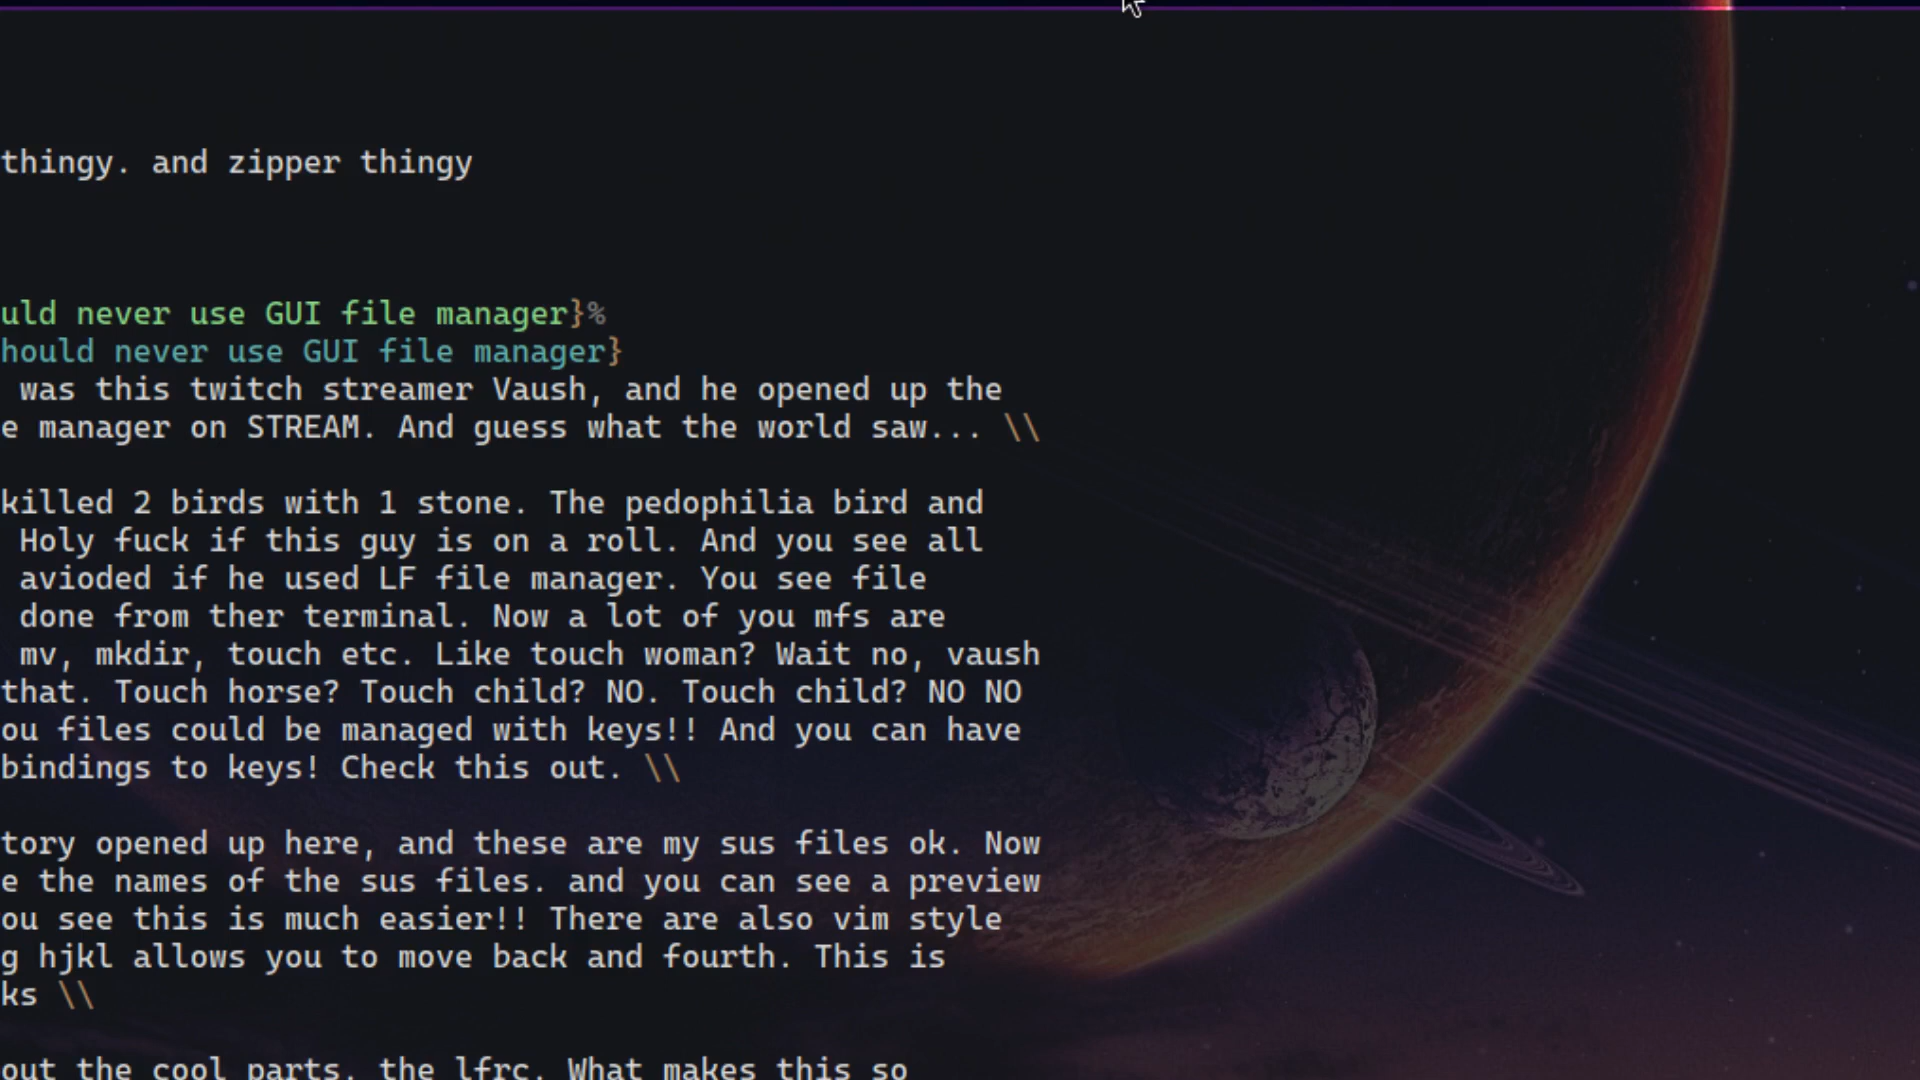 thingy. and zipper thingy
uld never use GUI file manager}%
hould never use GUI file manager}
was this twitch streamer Vaush, and he opened up the
e manager on STREAM. And guess what the world saw... \\
killed 2 birds with 1 stone. The pedophilia bird and
Holy fuck if this guy is on a roll. And you see all
avioded if he used LF file manager. You see file
done from ther terminal. Now a lot of you mfs are
mv, mkdir, touch etc. Like touch woman? Wait no, vaush
that. Touch horse? Touch child? NO. Touch child? NO NO
ou files could be managed with keys!! And you can have
bindings to keys! Check this out. \\
tory opened up here, and these are my sus files ok. Now
e the names of the sus files. and you can see a preview
ou see this is much easier!! There are also vim style
g hjkl allows you to move back and fourth. This is
ks \\
out the cool parts, the lfrc. What makes this so